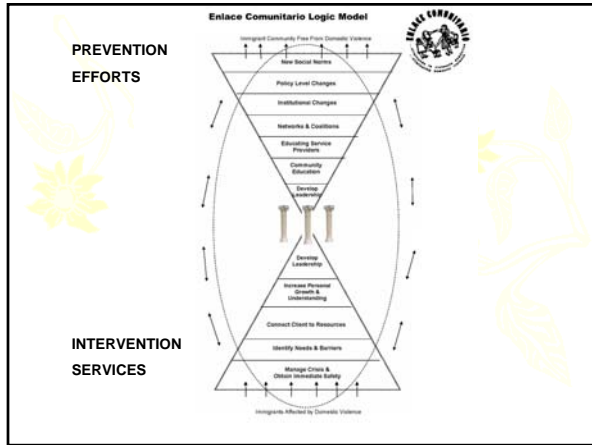 Enlace Comunitario Logic Model
ENLACE COMUNITARIO
PREVENTION
EFFORTS
Immigrant Community Free From Domestic Violence
New Social Norms
Policy Level Changes
Institutional Changes
Networks & Coalitions
Educating Service
Providers
Community
Education
Develop
Leadership
Develop
Leadership
Increase Personal
Growth &
Understanding
Connect Client to Resources
Identify Needs & Barriers
Manage Crisis &
Obtain Immediate Safety
INTERVENTION
SERVICES
Immigrants Affected by Domestic Violence